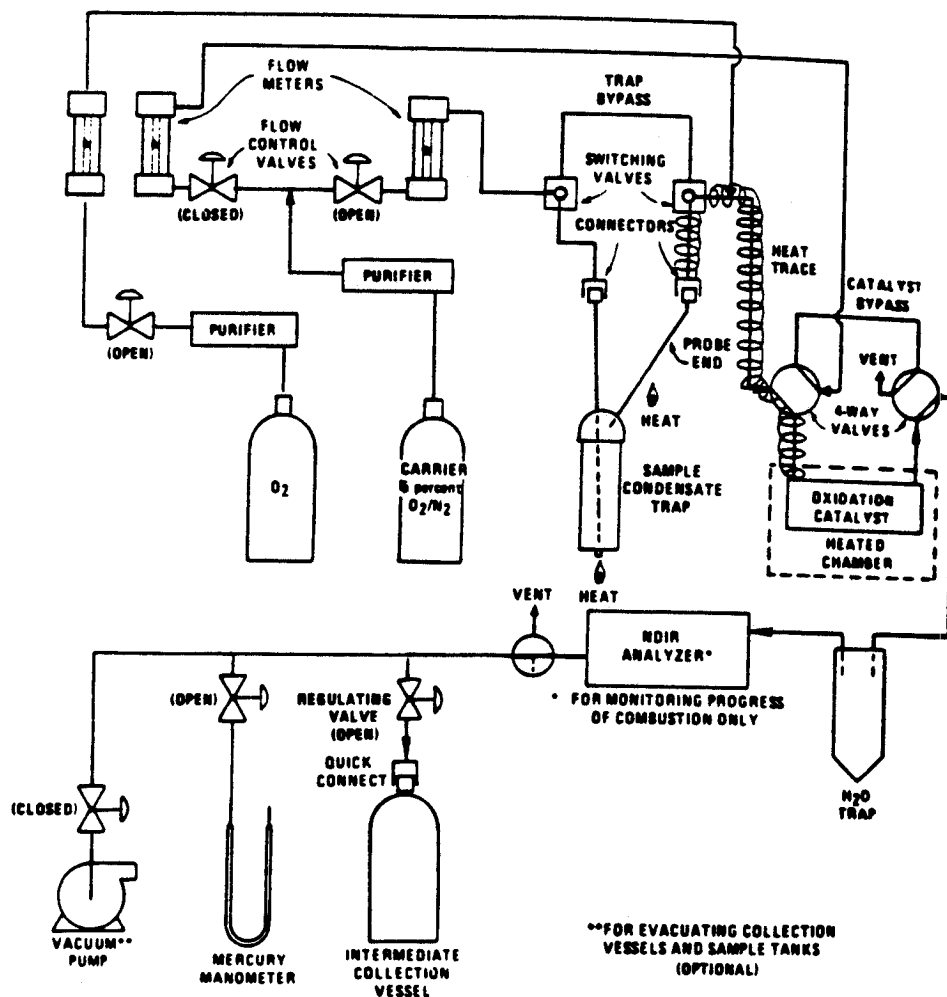 FLOW
METERS
FLOW
CONTROL
VALVES
(CLOSED)
(OPEN)
TRAP
BYPASS
SWITCHING
VALVES
CONNECTORS
HEAT
TRACE
CATALYST
BYPASS
PURIFIER
PURIFIER
(OPEN)
PROBE
END
VENT
4-WAY
VALVES
HEAT
O2
CARRIER
percent
O2/N2
SAMPLE
CONDENSATE
TRAP
OXIDATION
CATALYST
HEATED
CHAMBER
HEAT
VENT
NDIR
ANALYZER*
* FOR MONITORING PROGRESS
OF COMBUSTION ONLY
(OPEN)
REGULATING
VALVE
(OPEN)
QUICK
CONNECT
(CLOSED)
H2O
TRAP
VACUUM**
PUMP
MERCURY
MANOMETER
INTERMEDIATE
COLLECTION
VESSEL
**FOR EVACUATING COLLECTION
VESSELS AND SAMPLE TANKS
(OPTIONAL)